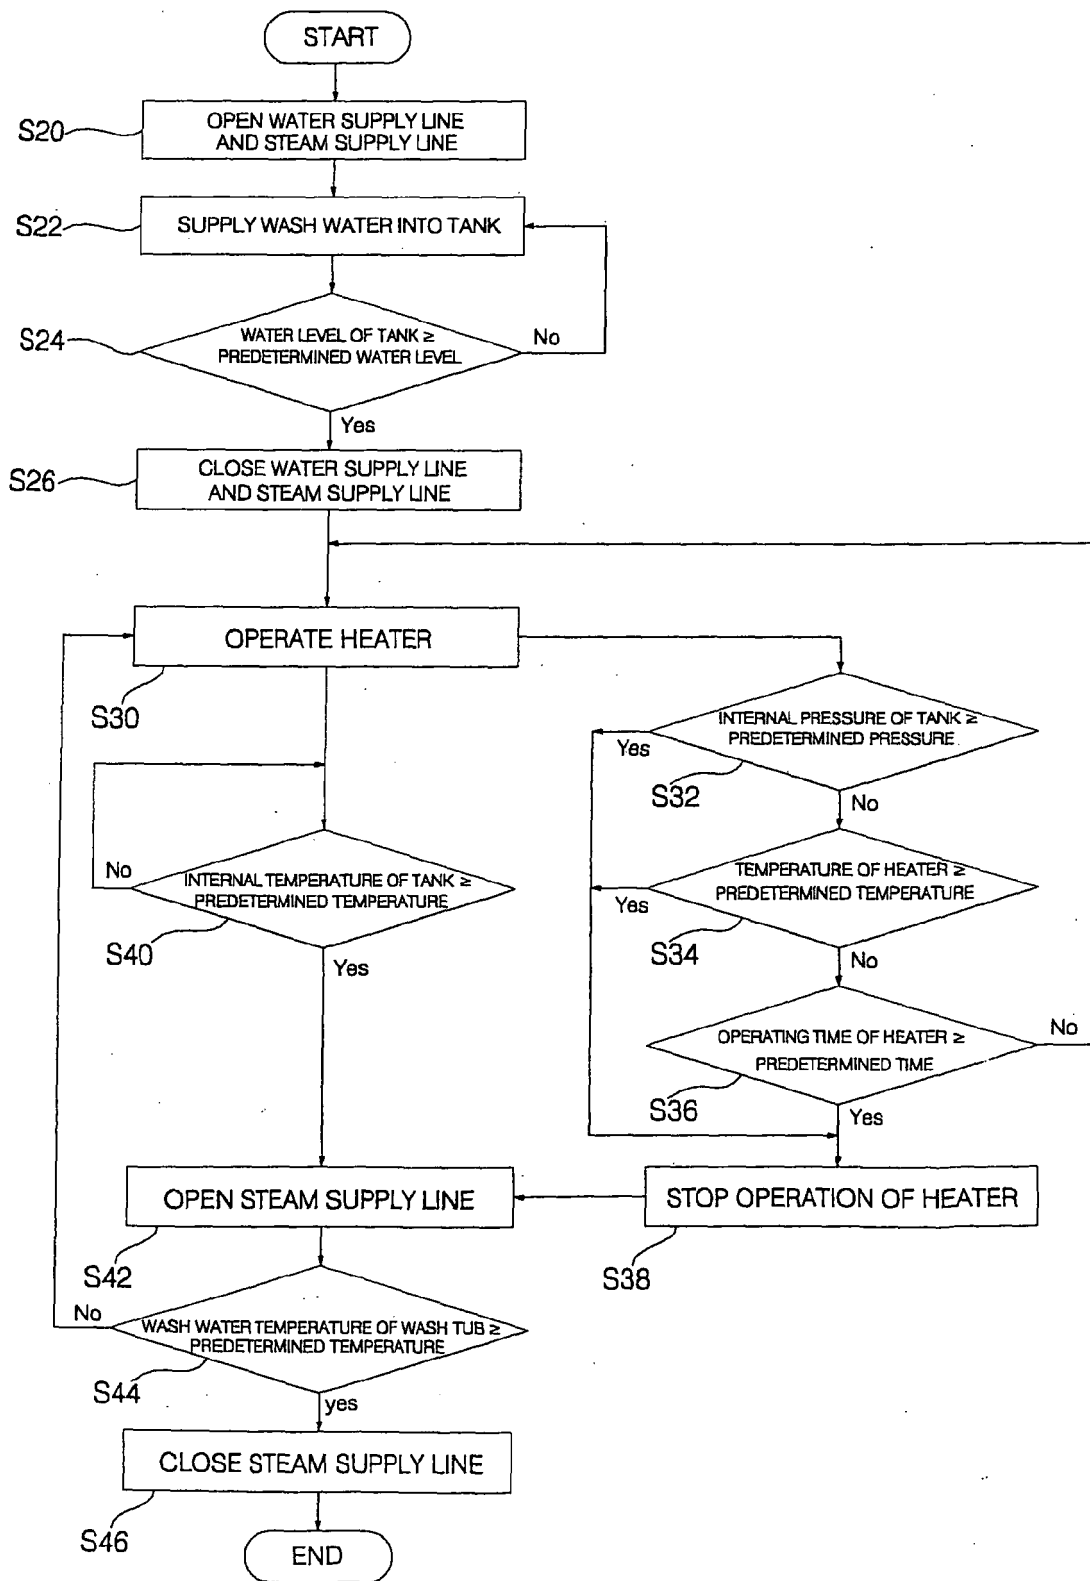 START
S20
OPEN WATER SUPPLY LINE
AND STEAM SUPPLY LINE
S22
SUPPLY WASH WATER INTO TANK
S24
WATER LEVEL OF TANK ≥
PREDETERMINED WATER LEVEL
No
Yes
S26
CLOSE WATER SUPPLY LINE
AND STEAM SUPPLY LINE
OPERATE HEATER
S30
INTERNAL PRESSURE OF TANK ≥
PREDETERMINED PRESSURE
Yes
S32
No
No
INTERNAL TEMPERATURE OF TANK ≥
PREDETERMINED TEMPERATURE
S40
Yes
TEMPERATURE OF HEATER ≥
PREDETERMINED TEMPERATURE
Yes
S34
No
OPERATING TIME OF HEATER ≥
PREDETERMINED TIME
No
S36
Yes
OPEN STEAM SUPPLY LINE
STOP OPERATION OF HEATER
S42
S38
No
WASH WATER TEMPERATURE OF WASH TUB ≥
PREDETERMINED TEMPERATURE
S44
yes
CLOSE STEAM SUPPLY LINE
S46
END